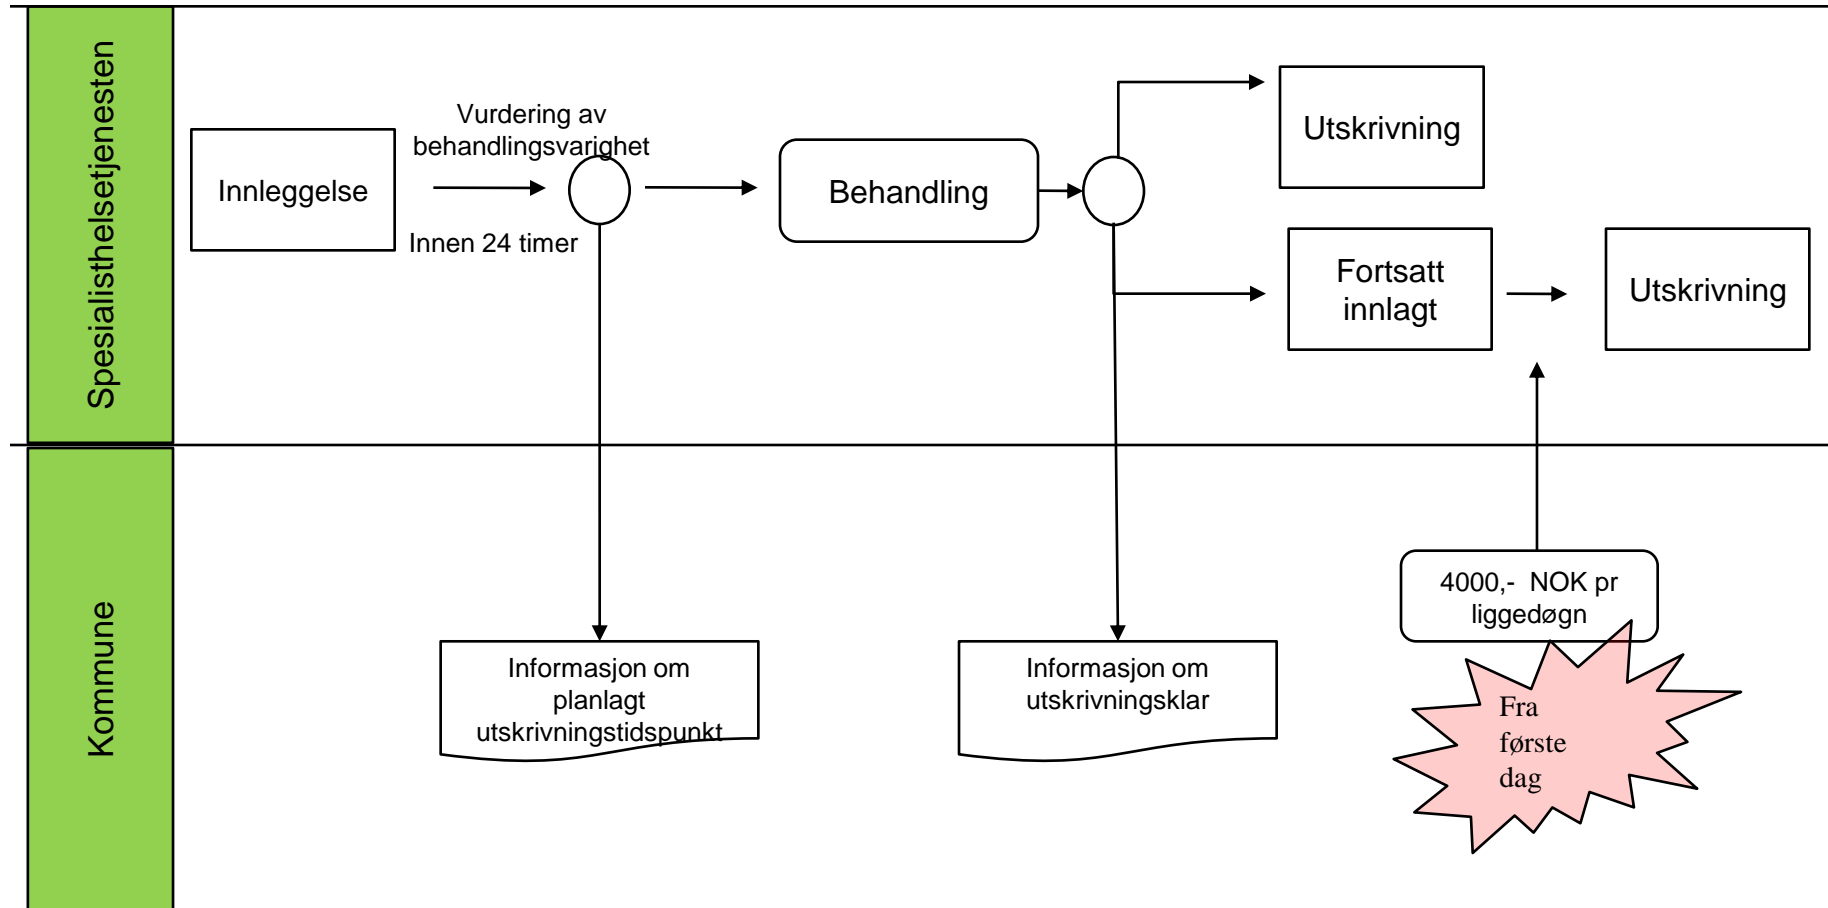 Spesialisthelsetjenesten
Innleggelse
Vurdering av
behandlingsvarighet
Innen 24 timer
Behandling
Utskrivning
Fortsatt
innlagt
Utskrivning
Kommune
Informasjon om
planlagt
utskrivningstidspunkt
Informasjon om
utskrivningsklar
4000,- NOK pr
liggedøgn
Fra
første
dag